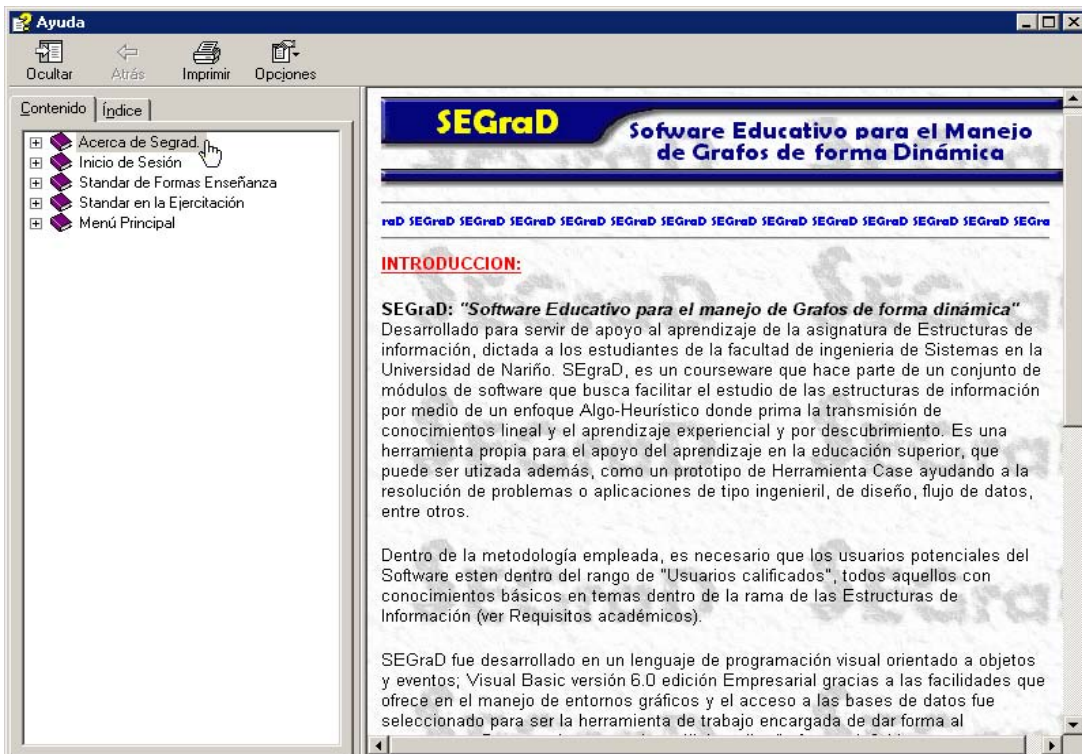 Ayuda
Ocultar Atrás Imprimir Opciones
Contenido Índice
Acerca de Segrad.
Inicio de Sesión
Standar de Formas Enseñanza
Standar en la Ejercitación
Menú Principal
SEGraD
Sofware Educativo para el Manejo
de Grafos de forma Dinámica
raD SEGraD SEGraD SEGraD SEGraD SEGraD SEGraD SEGraD SEGraD SEGraD SEGraD SEGraD SEGraD SEGra
INTRODUCCION:
SEGraD: "Software Educativo para el manejo de Grafos de forma dinámica"
Desarrollado para servir de apoyo al aprendizaje de la asignatura de Estructuras de
información, dictada a los estudiantes de la facultad de ingenieria de Sistemas en la
Universidad de Nariño. SEgraD, es un courseware que hace parte de un conjunto de
módulos de software que busca facilitar el estudio de las estructuras de información
por medio de un enfoque Algo-Heurístico donde prima la transmisión de
conocimientos lineal y el aprendizaje experiencial y por descubrimiento. Es una
herramienta propia para el apoyo del aprendizaje en la educación superior, que
puede ser utizada además, como un prototipo de Herramienta Case ayudando a la
resolución de problemas o aplicaciones de tipo ingenieril, de diseño, flujo de datos,
entre otros.
Dentro de la metodología empleada, es necesario que los usuarios potenciales del
Software esten dentro del rango de "Usuarios calificados", todos aquellos con
conocimientos básicos en temas dentro de la rama de las Estructuras de
Información (ver Requisitos académicos).
SEGraD fue desarrollado en un lenguaje de programación visual orientado a objetos
y eventos; Visual Basic versión 6.0 edición Empresarial gracias a las facilidades que
ofrece en el manejo de entornos gráficos y el acceso a las bases de datos fue
seleccionado para ser la herramienta de trabajo encargada de dar forma al